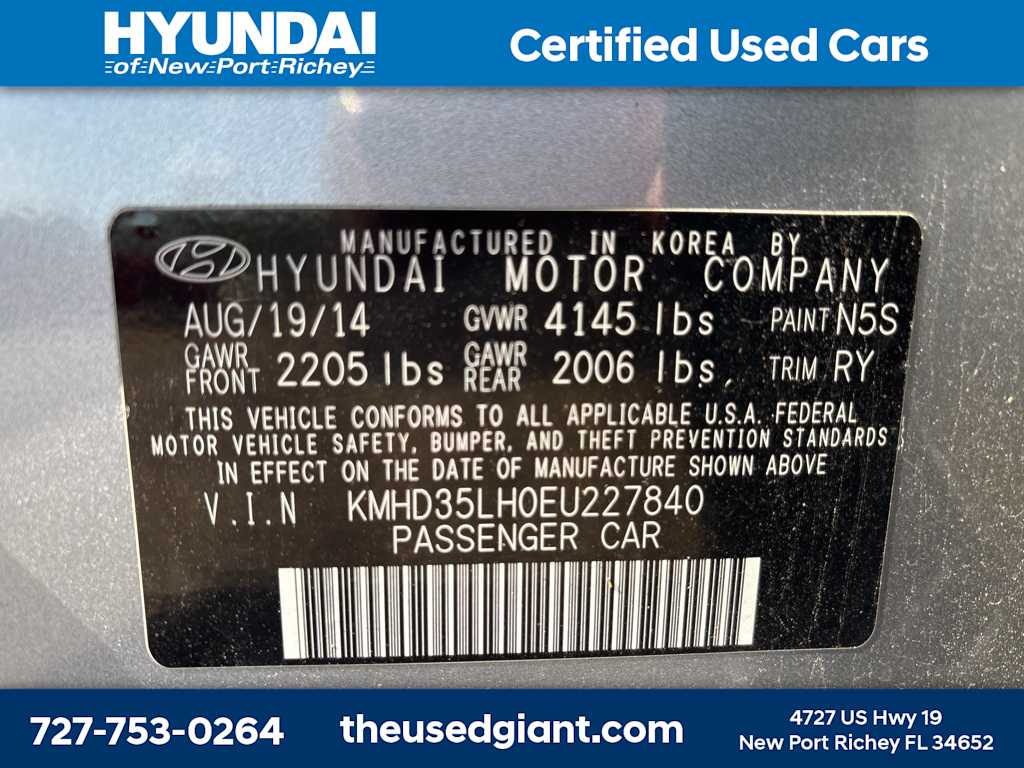 HYUNDAI
of New Port Richey
Certified Used Cars
MANUFACTURED IN KOREA BY
HYUNDAI MOTOR COMPANY
AUG/19/14 GVWR 4145 lbs PAINT N5S
GAWR FRONT 2205 lbs GAWR REAR 2006 lbs. TRIM RY
THIS VEHICLE CONFORMS TO ALL APPLICABLE U.S.A. FEDERAL
MOTOR VEHICLE SAFETY, BUMPER, AND THEFT PREVENTION STANDARDS
IN EFFECT ON THE DATE OF MANUFACTURE SHOWN ABOVE
V.I.N KMHD35LH0EU227840
PASSENGER CAR
727-753-0264
theusedgiant.com
4727 US Hwy 19
New Port Richey FL 34652